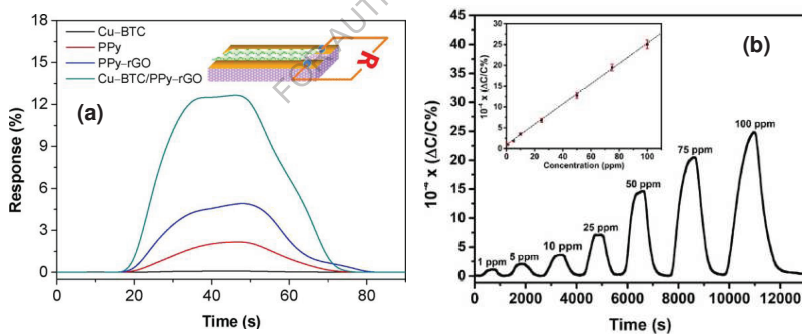 Cu–BTC
PPy
PPy–rGO
Cu–BTC/PPy–rGO
(a)
R
15
12
9
6
3
0
Response (%)
0 20 40 60 80
Time (s)
(b)
45
40
35
30
25
20
15
10
5
0
10⁻⁴ x (ΔC/C%)
30
25
20
15
10
5
0
10⁻⁴ x (ΔC/C%)
0 20 40 60 80 100
Concentration (ppm)
1 ppm
5 ppm
10 ppm
25 ppm
50 ppm
75 ppm
100 ppm
0 2000 4000 6000 8000 10000 12000
Time (s)